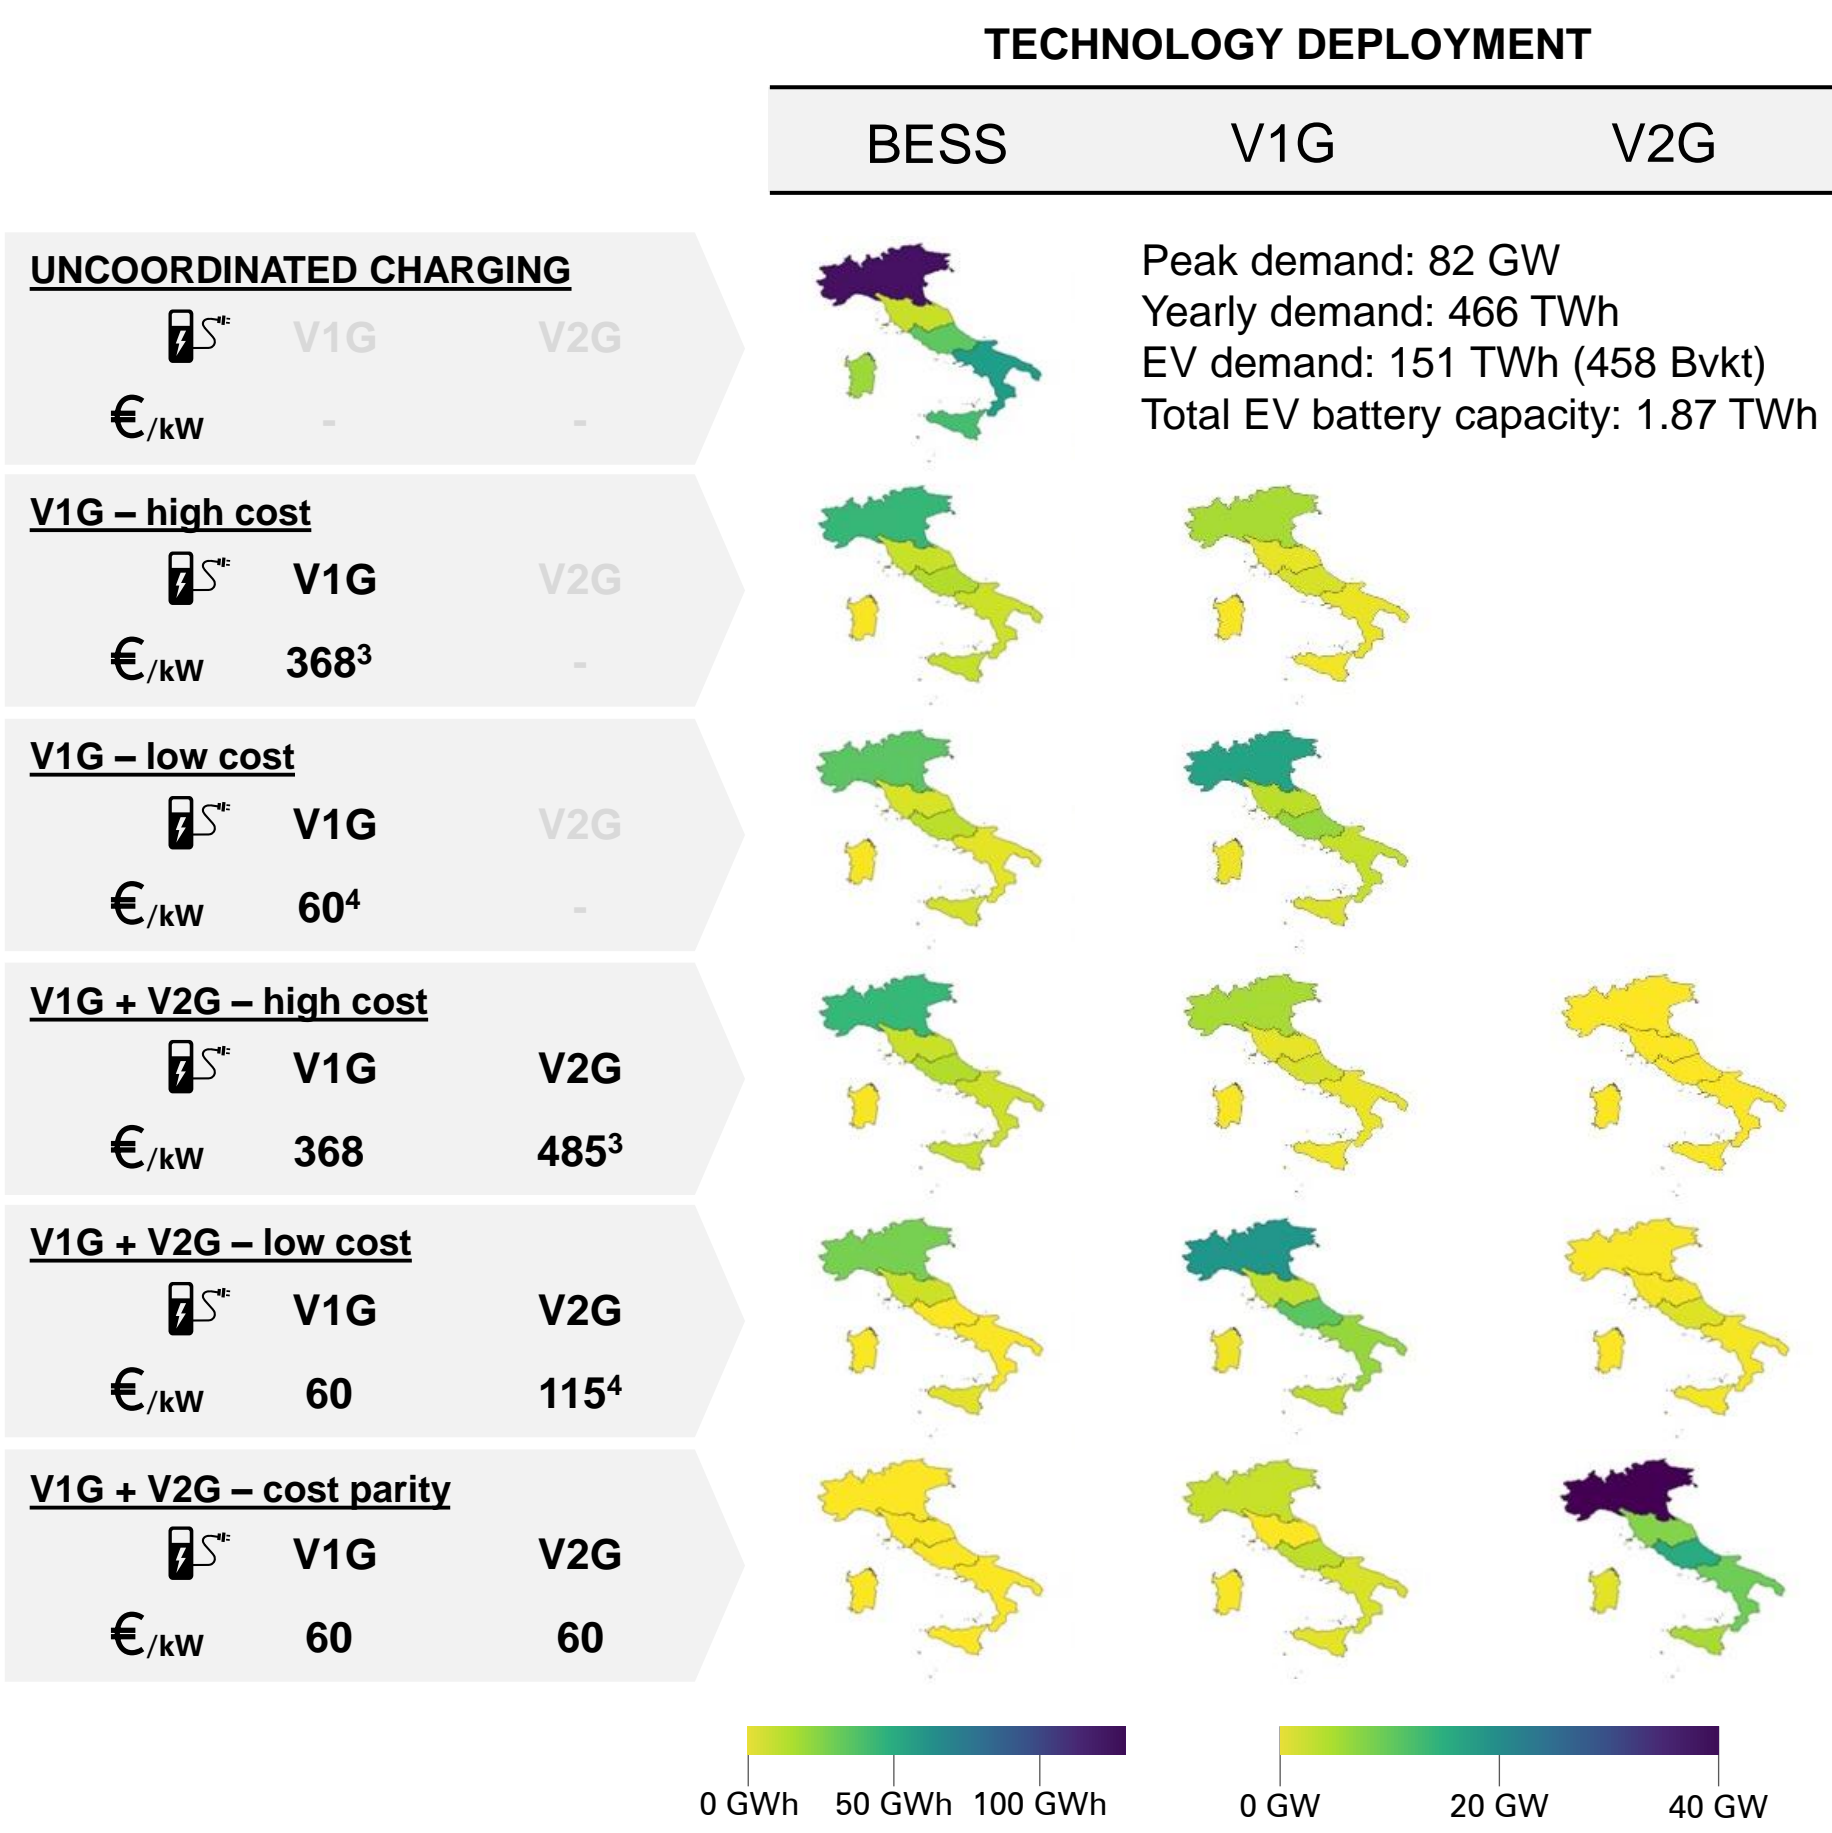 TECHNOLOGY DEPLOYMENT
BESS V1G V2G
UNCOORDINATED CHARGING
V1G V2G
€/kW - -
Peak demand: 82 GW
Yearly demand: 466 TWh
EV demand: 151 TWh (458 Bvkt)
Total EV battery capacity: 1.87 TWh
V1G – high cost
V1G V2G
€/kW 368³ -
V1G – low cost
V1G V2G
€/kW 60⁴ -
V1G + V2G – high cost
V1G V2G
€/kW 368 485³
V1G + V2G – low cost
V1G V2G
€/kW 60 115⁴
V1G + V2G – cost parity
V1G V2G
€/kW 60 60
0 GWh 50 GWh 100 GWh 0 GW 20 GW 40 GW